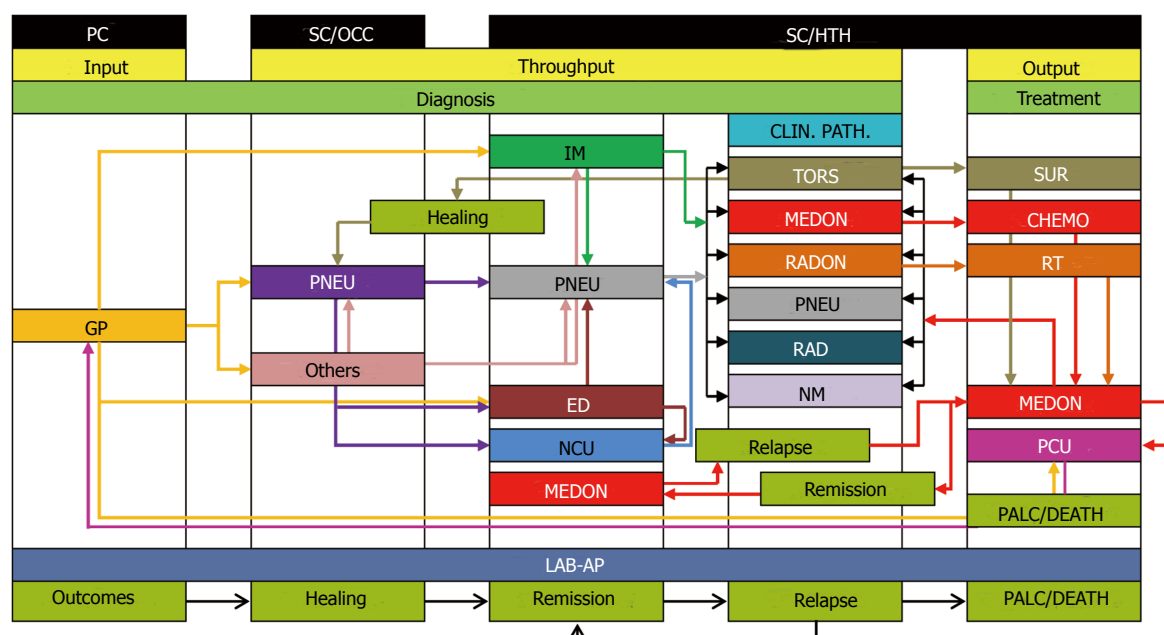 PC
SC/OCC
SC/HTH
Input
Throughput
Output
Diagnosis
Treatment
CLIN. PATH.
IM
TORS
SUR
Healing
MEDON
CHEMO
PNEU
PNEU
RADON
RT
GP
PNEU
Others
RAD
ED
NM
MEDON
NCU
Relapse
PCU
MEDON
Remission
PALC/DEATH
LAB-AP
Outcomes
Healing
Remission
Relapse
PALC/DEATH